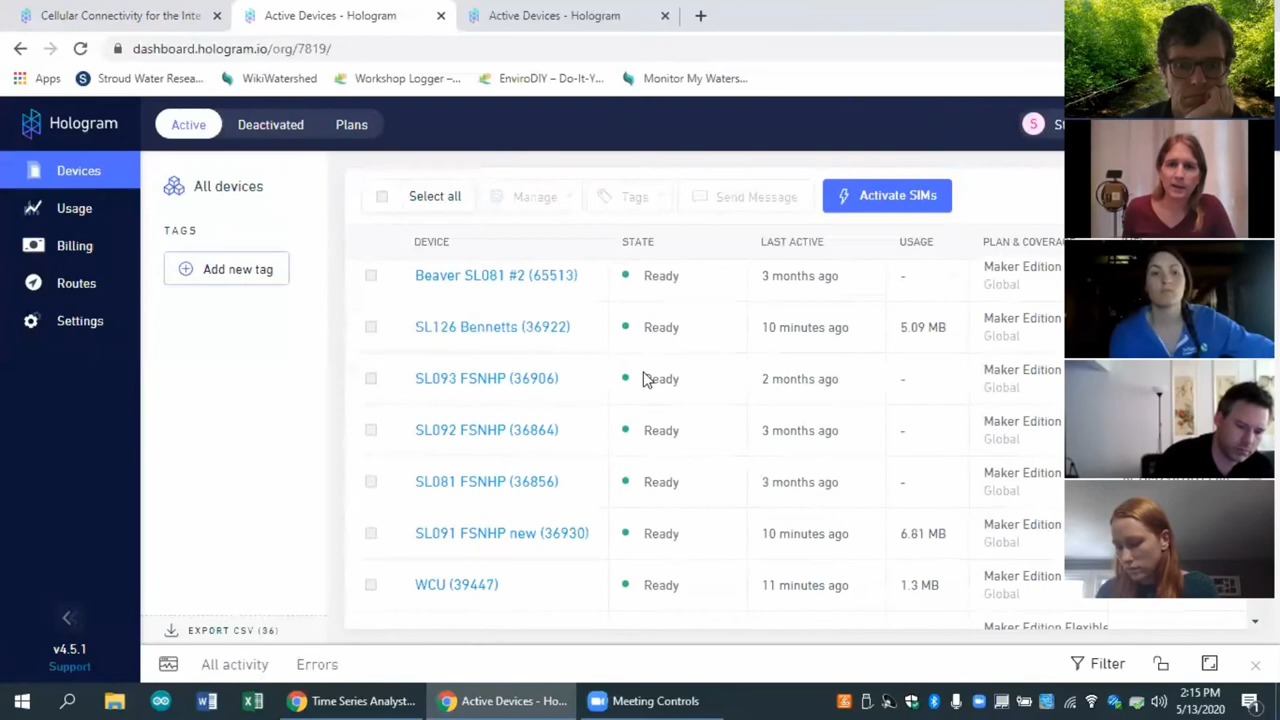 Cellular Connectivity for the Inte
Active Devices - Hologram
Active Devices - Hologram
dashboard.hologram.io/org/7819/
Apps
Stroud Water Resea...
WikiWatershed
Workshop Logger –...
EnviroDIY – Do-It-Y...
Monitor My Waters...
Hologram
Active
Deactivated
Plans
S
Devices
Usage
Billing
Routes
Settings
v4.5.1
Support
All devices
TAGS
Add new tag
EXPORT CSV (36)
Select all
Manage
Tags
Send Message
Activate SIMs
DEVICE STATE LAST ACTIVE USAGE PLAN & COVERAG
Beaver SL081 #2 (65513) Ready 3 months ago - Maker Edition
Global
SL126 Bennetts (36922) Ready 10 minutes ago 5.09 MB Maker Edition
Global
SL093 FSNHP (36906) Ready 2 months ago - Maker Edition
Global
SL092 FSNHP (36864) Ready 3 months ago - Maker Edition
Global
SL081 FSNHP (36856) Ready 3 months ago - Maker Edition
Global
SL091 FSNHP new (36930) Ready 10 minutes ago 6.81 MB Maker Edition
Global
WCU (39447) Ready 11 minutes ago 1.3 MB Maker Edition
Global
Maker Edition Flexible
All activity
Errors
Filter
Time Series Analyst...
Active Devices - Ho...
Meeting Controls
2:15 PM
5/13/2020